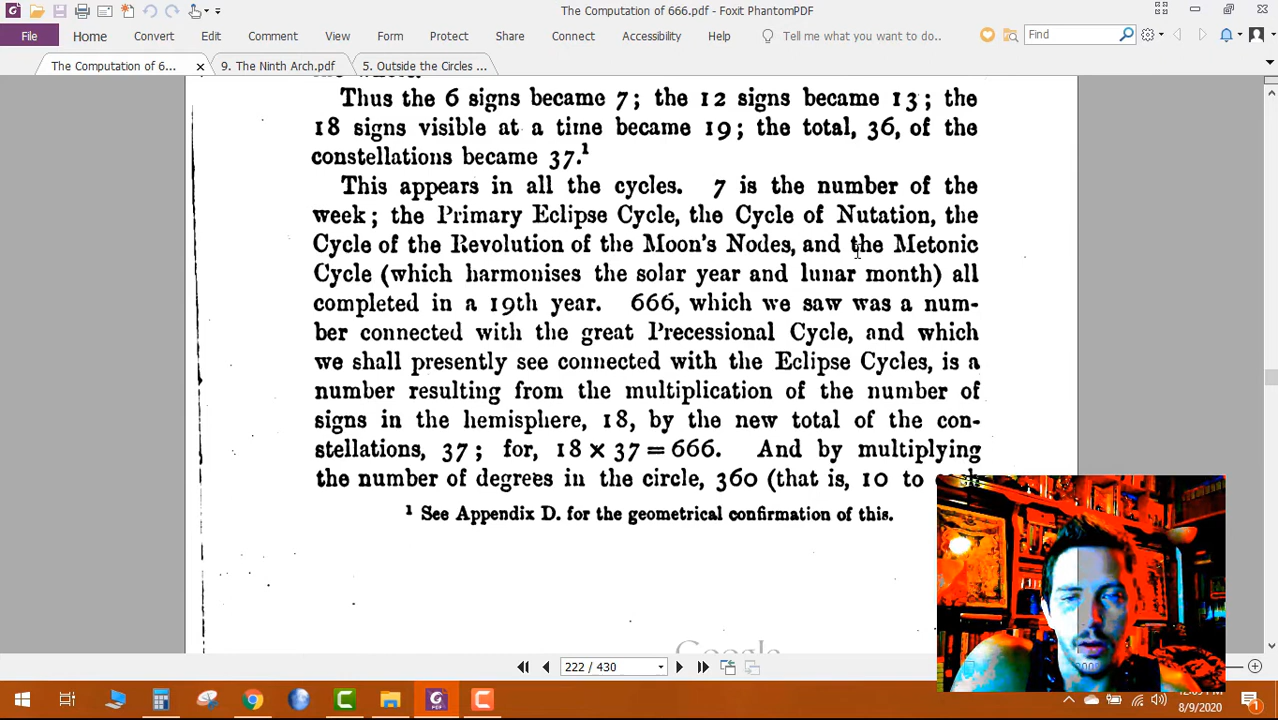 The Computation of 666.pdf - Foxit PhantomPDF
File Home Convert Edit Comment View Form Protect Share Connect Accessibility Help Tell me what you want to do.. Find
The Computation of 6... 9. The Ninth Arch.pdf 5. Outside the Circles ...
Thus the 6 signs became 7; the 12 signs became 13; the
18 signs visible at a time became 19; the total, 36, of the
constellations became 37.¹
This appears in all the cycles. 7 is the number of the
week; the Primary Eclipse Cycle, the Cycle of Nutation, the
Cycle of the Revolution of the Moon's Nodes, and the Metonic
Cycle (which harmonises the solar year and lunar month) all
completed in a 19th year. 666, which we saw was a num-
ber connected with the great Precessional Cycle, and which
we shall presently see connected with the Eclipse Cycles, is a
number resulting from the multiplication of the number of
signs in the hemisphere, 18, by the new total of the con-
stellations, 37; for, 18 × 37 = 666. And by multiplying
the number of degrees in the circle, 360 (that is, 10 to
¹ See Appendix D. for the geometrical confirmation of this.
Google
222 / 430
8/9/2020